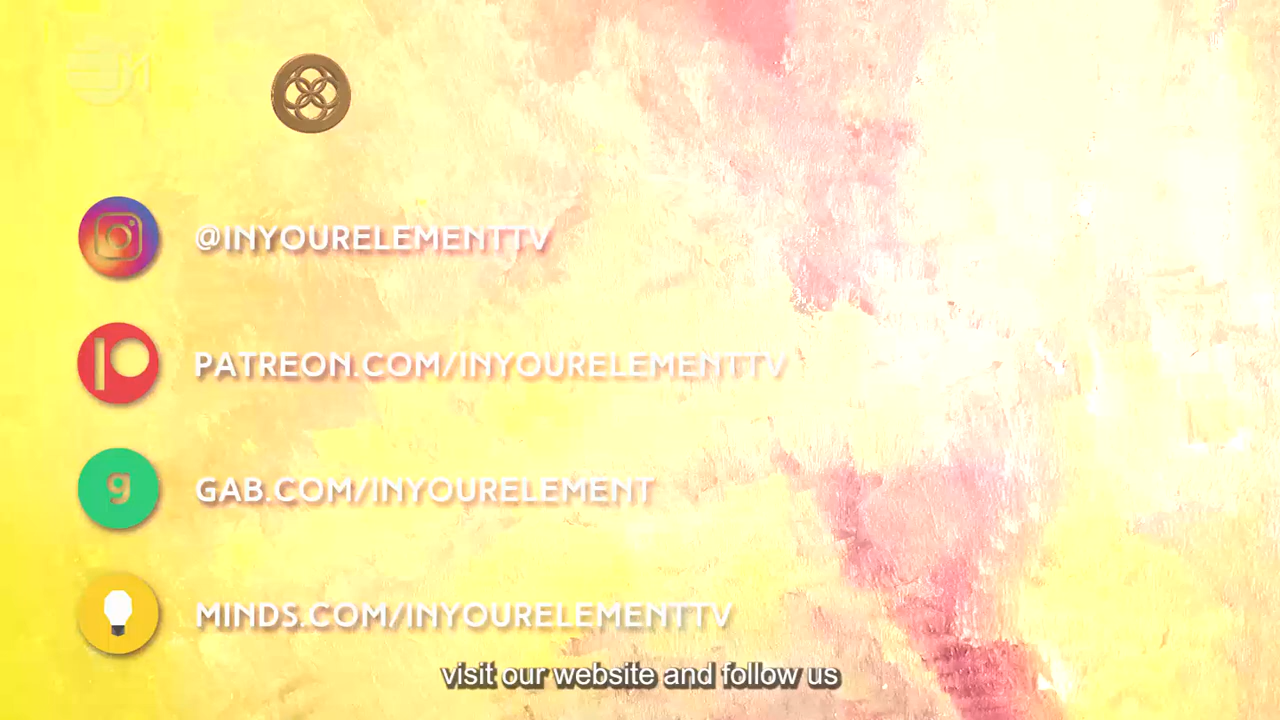 @INYOURELEMENTTV
PATREON.COM/INYOURELEMENTTV
g
GAB.COM/INYOURELEMENT
MINDS.COM/INYOURELEMENTTV
visit our website and follow us